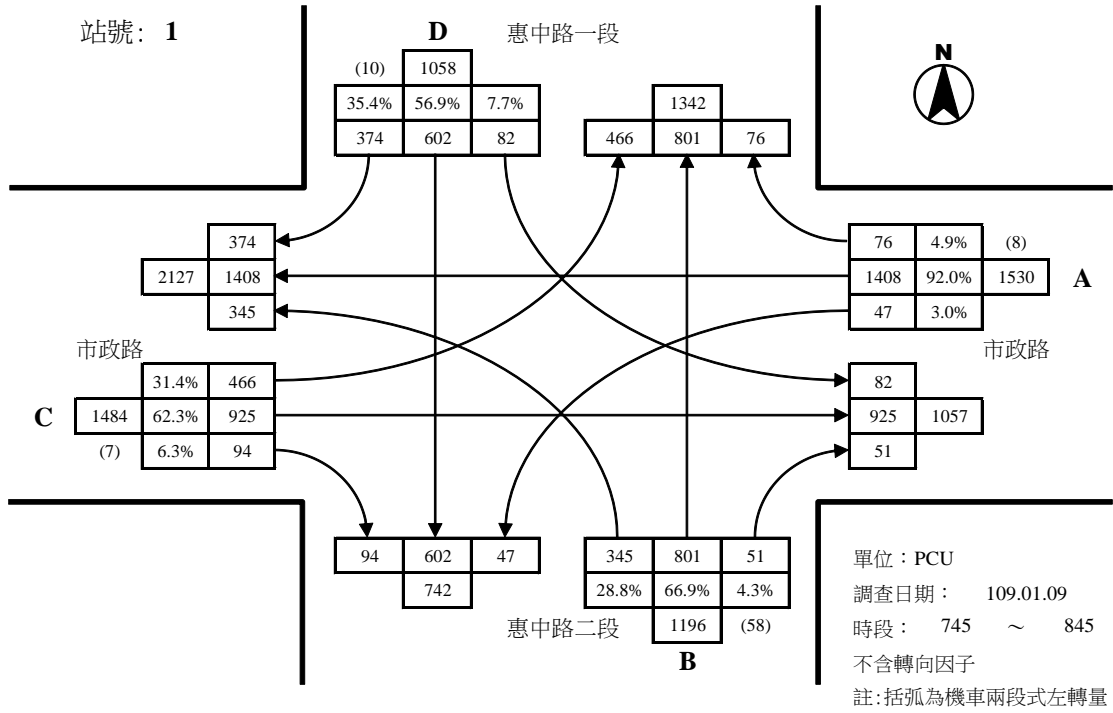 站號: 1
D
惠中路一段
N
(10) 1058
35.4% 56.9% 7.7%
374 602 82
1342
466 801 76
374
2127 1408
345
76 4.9% (8)
1408 92.0% 1530
47 3.0%
A
市政路
市政路
31.4% 466
C
1484 62.3% 925
(7) 6.3% 94
82
925 1057
51
94 602 47
742
345 801 51
28.8% 66.9% 4.3%
1196 (58)
惠中路二段
B
單位：PCU
調查日期： 109.01.09
時段： 745 ～ 845
不含轉向因子
註:括弧為機車兩段式左轉量